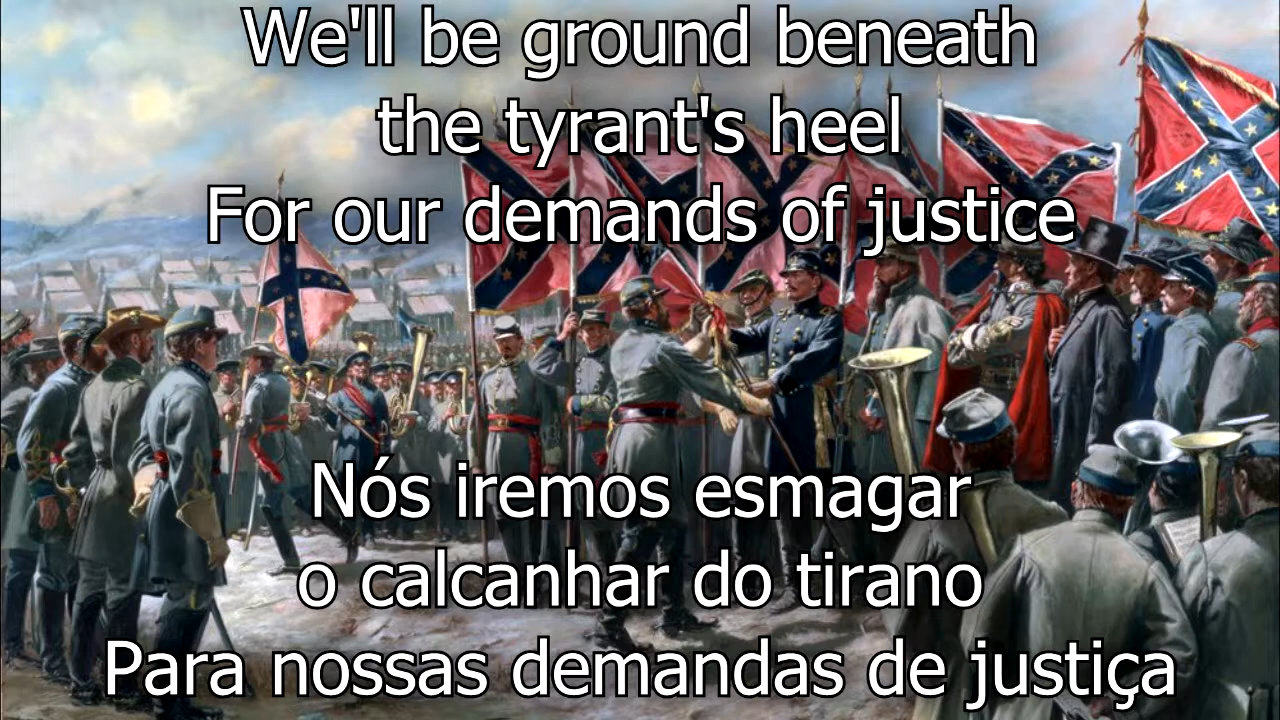 We'll be ground beneath
the tyrant's heel
For our demands of justice
Nós iremos esmagar
o calcanhar do tirano
Para nossas demandas de justiça